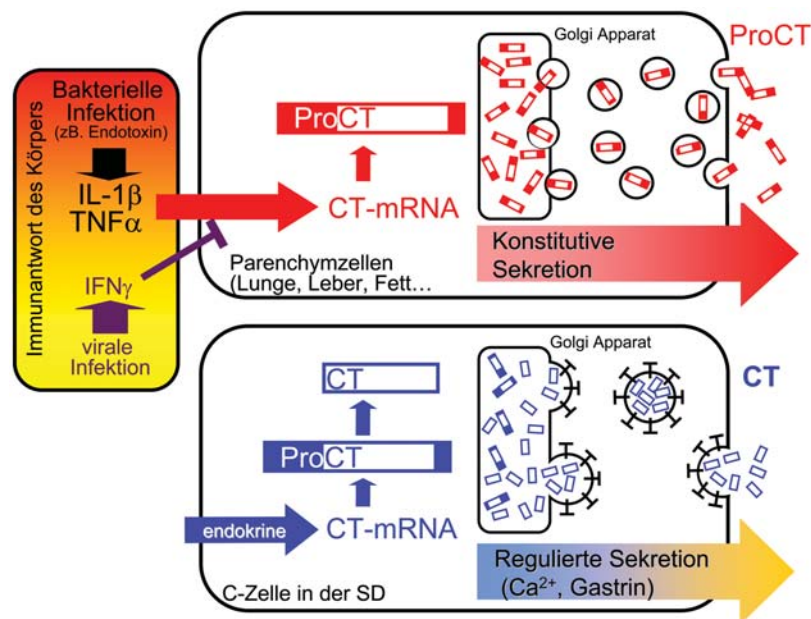 Immunantwort des Körpers
Bakterielle
Infektion
(zB. Endotoxin)
IL-1β
TNFα
IFNγ
virale
Infektion
ProCT
CT-mRNA
Parenchymzellen
(Lunge, Leber, Fett…
Golgi Apparat
ProCT
Konstitutive
Sekretion
CT
ProCT
endokrine
CT-mRNA
C-Zelle in der SD
Golgi Apparat
CT
Regulierte Sekretion
(Ca²⁺, Gastrin)